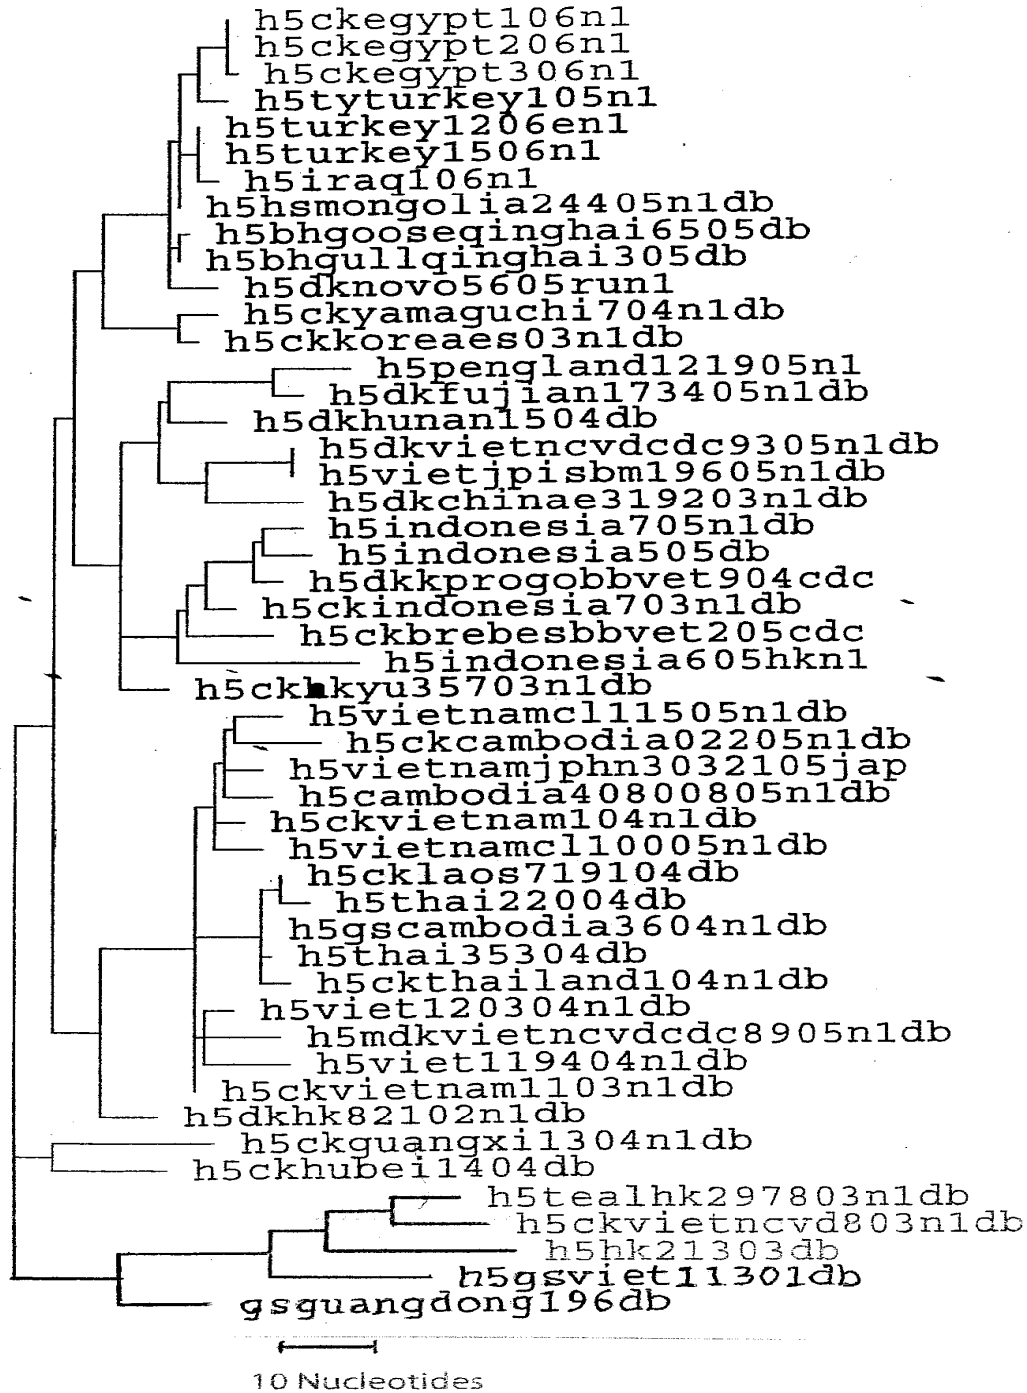 h5ckegypt106n1
h5ckegypt206n1
h5ckegypt306n1
h5tyturkey105n1
h5turkey1206en1
h5turkey1506n1
h5iraq106n1
h5hsmongolia24405n1db
h5bhgooseqinghai6505db
h5bhgullqinghai305db
h5dknovo5605run1
h5ckyamaguchi704n1db
h5ckkoreaes03n1db
h5pengland121905n1
h5dkfujian173405n1db
h5dkhunan1504db
h5dkvietncvdcdc9305n1db
h5vietjpisbm19605n1db
h5dkchinae319203n1db
h5indonesia705n1db
h5indonesia505db
h5dkkprogobbvet904cdc
h5ckindonesia703n1db
h5ckbrebesbbvet205cdc
h5indonesia605hkn1
h5ckhkyu35703n1db
h5vietnamcl11505n1db
h5ckcambodia02205n1db
h5vietnamjphn3032105jap
h5cambodia40800805n1db
h5ckvietnam104n1db
h5vietnamcl10005n1db
h5cklaos719104db
h5thai22004db
h5gscambodia3604n1db
h5thai35304db
h5ckthailand104n1db
h5viet120304n1db
h5mdkvietncvdcdc8905n1db
h5viet119404n1db
h5ckvietnam1103n1db
h5dkhk82102n1db
h5ckguangxi1304n1db
h5ckhubei1404db
h5tealhk297803n1db
h5ckvietncvd803n1db
h5hk21303db
h5gsviet11301db
gsguangdong196db
10 Nucleotides